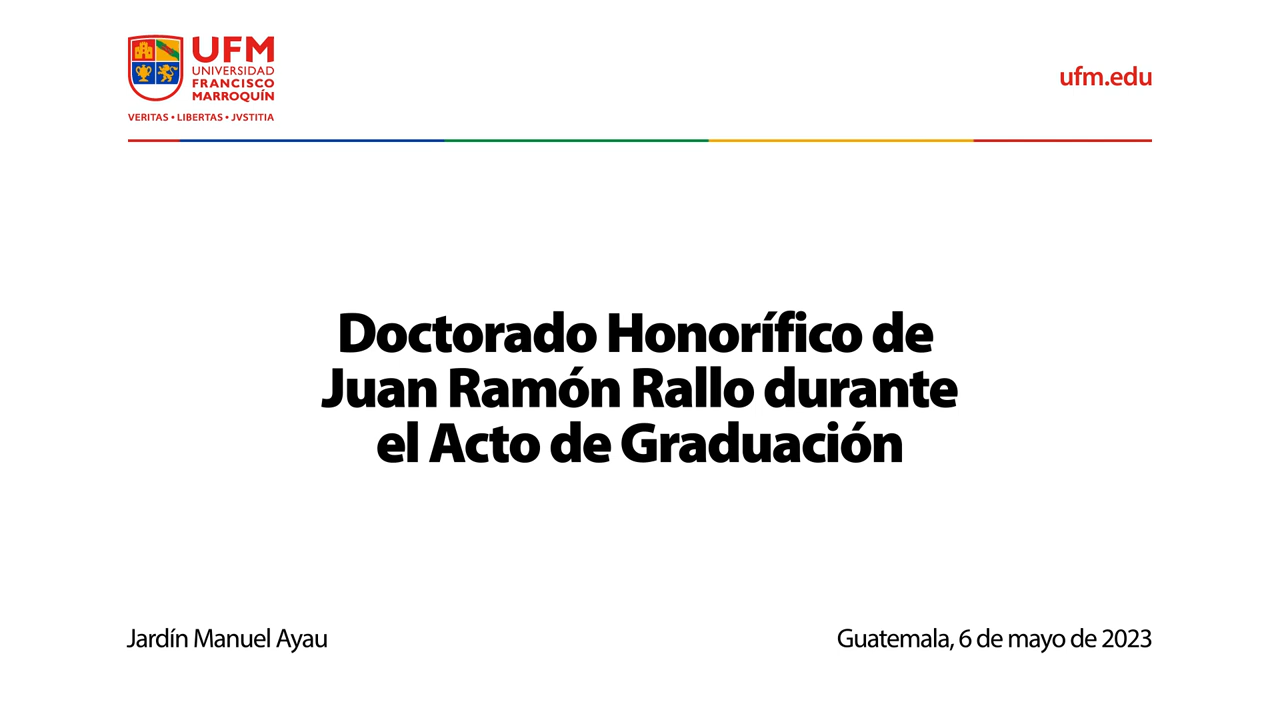 UFM
UNIVERSIDAD
FRANCISCO
MARROQUÍN
VERITAS • LIBERTAS • JVSTITIA
ufm.edu
Doctorado Honorífico de
Juan Ramón Rallo durante
el Acto de Graduación
Jardín Manuel Ayau
Guatemala, 6 de mayo de 2023